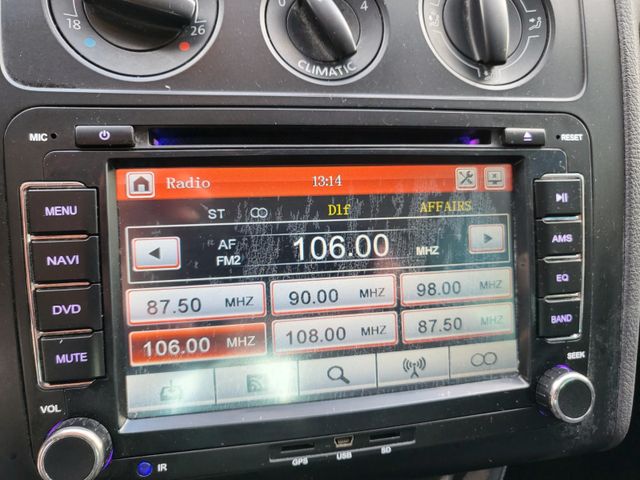 18 26
4
CLIMATIC
MIC
RESET
Radio 13:14
ST Dlf AFFAIRS
AF 106.00 MHZ
FM2
87.50 MHZ 90.00 MHZ 98.00 MHZ
106.00 MHZ 108.00 MHZ 87.50 MHZ
MENU
NAVI
DVD
MUTE
VOL
AMS
EQ
BAND
SEEK
IR
GPS USB SD